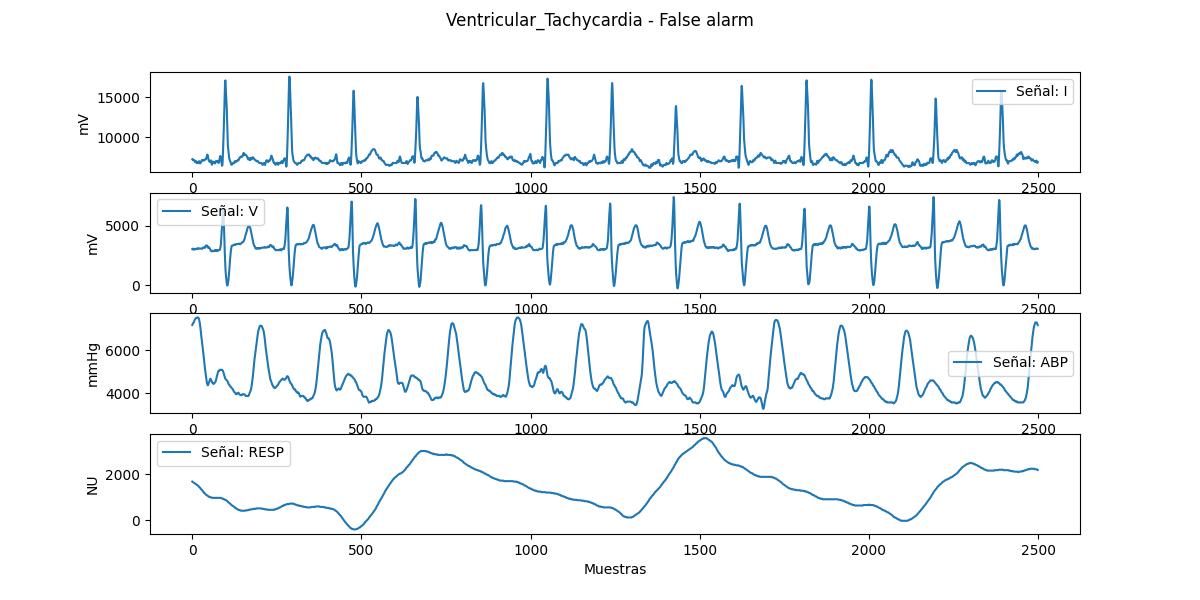 Ventricular_Tachycardia - False alarm
15000
10000
mV
Señal: I
0 500 1000 1500 2000 2500
5000
0
mV
Señal: V
0 500 1000 1500 2000 2500
6000
4000
mmHg
Señal: ABP
0 500 1000 1500 2000 2500
2000
0
NU
Señal: RESP
0 500 1000 1500 2000 2500
Muestras